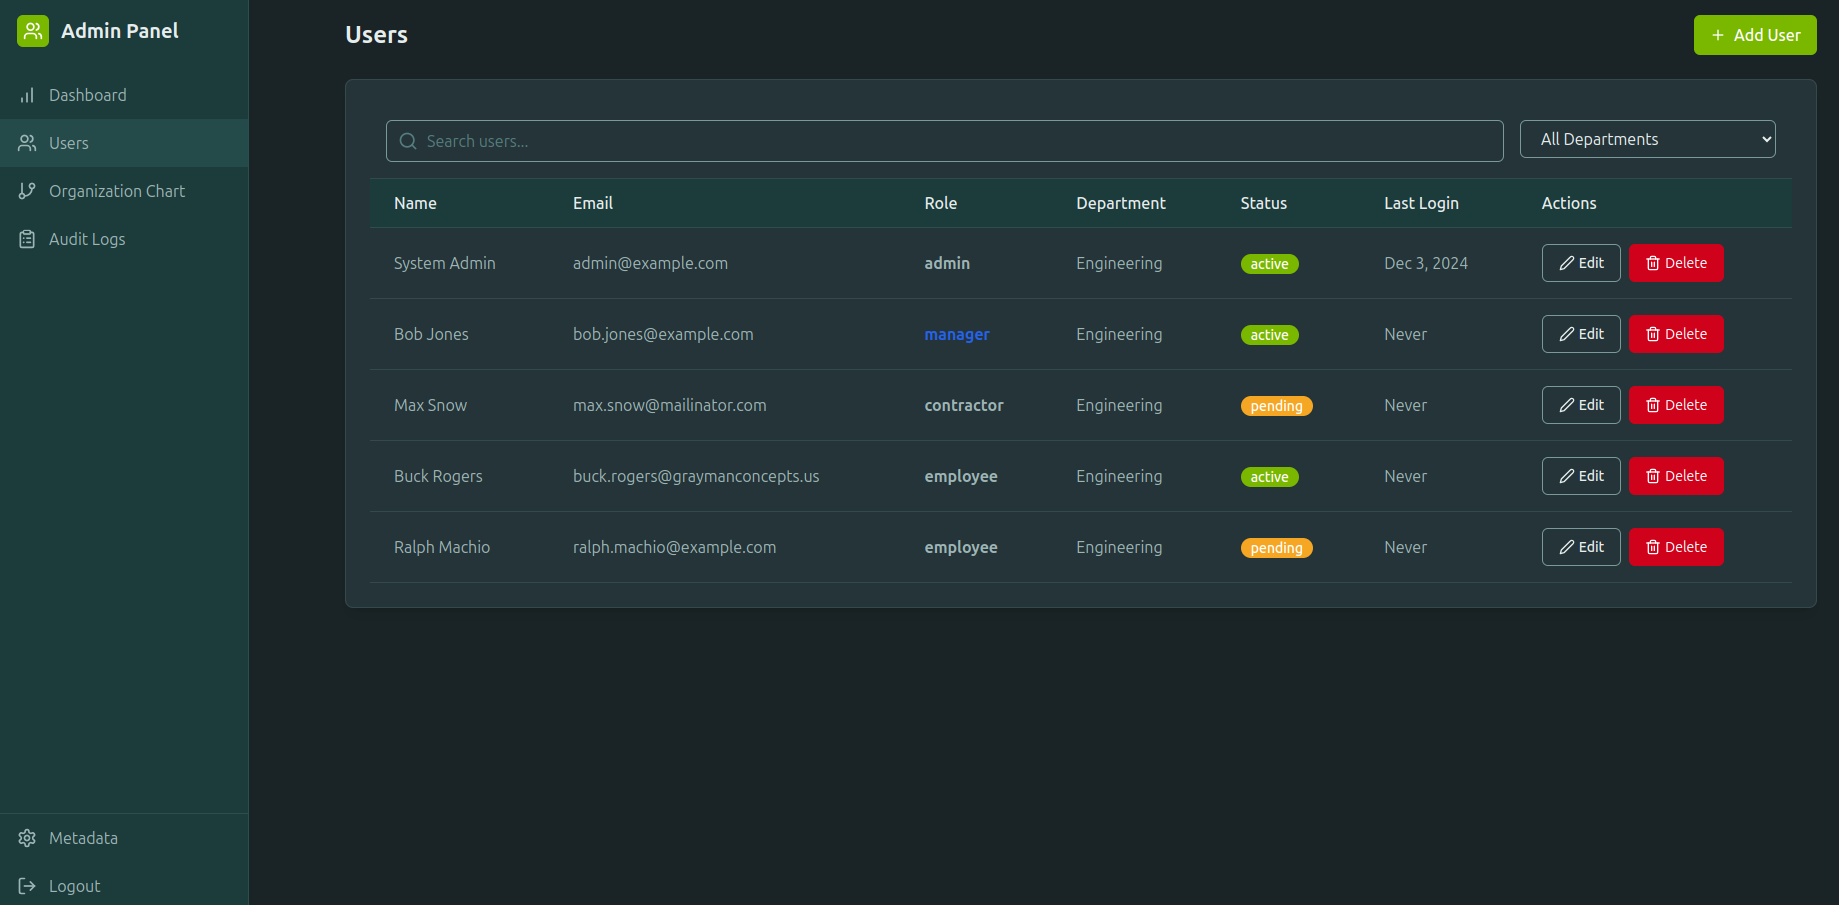 Admin Panel
Dashboard
Users
Organization Chart
Audit Logs
Metadata
Logout
Users
+ Add User
Search users...
All Departments
Name Email Role Department Status Last Login Actions
System Admin admin@example.com admin Engineering active Dec 3, 2024 Edit Delete
Bob Jones bob.jones@example.com manager Engineering active Never Edit Delete
Max Snow max.snow@mailinator.com contractor Engineering pending Never Edit Delete
Buck Rogers buck.rogers@graymanconcepts.us employee Engineering active Never Edit Delete
Ralph Machio ralph.machio@example.com employee Engineering pending Never Edit Delete